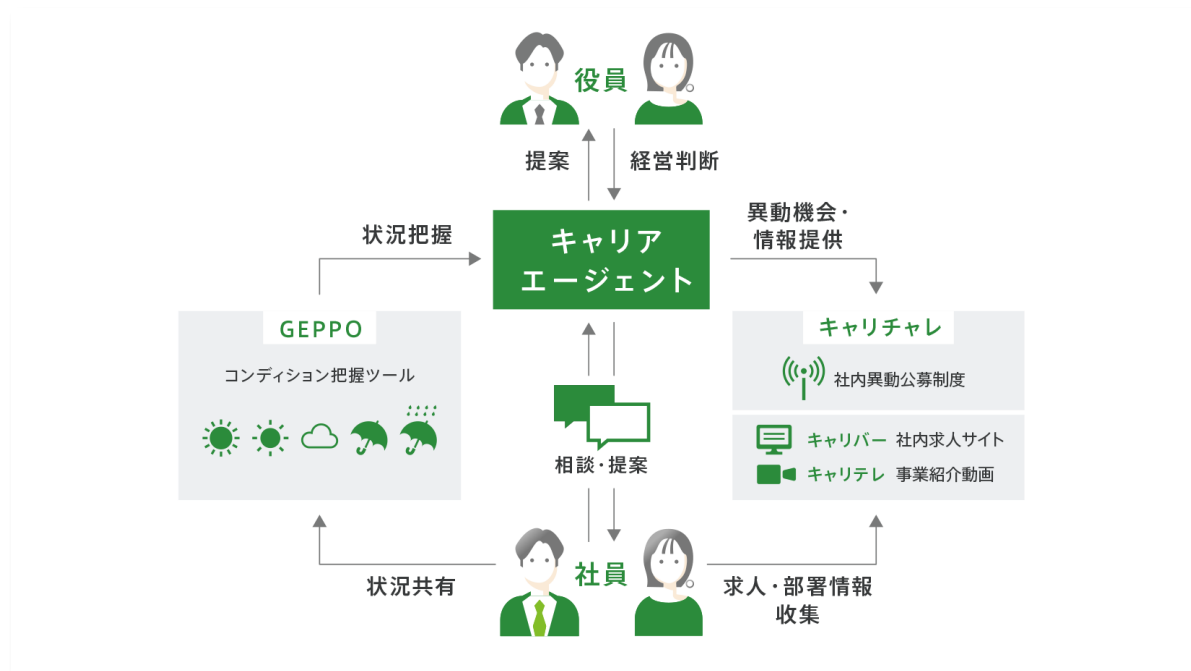 役員
提案
経営判断
キャリア
エージェント
状況把握
異動機会・
情報提供
GEPPO
コンディション把握ツール
キャリチャレ
社内異動公募制度
キャリバー 社内求人サイト
キャリテレ 事業紹介動画
相談・提案
社員
状況共有
求人・部署情報
収集